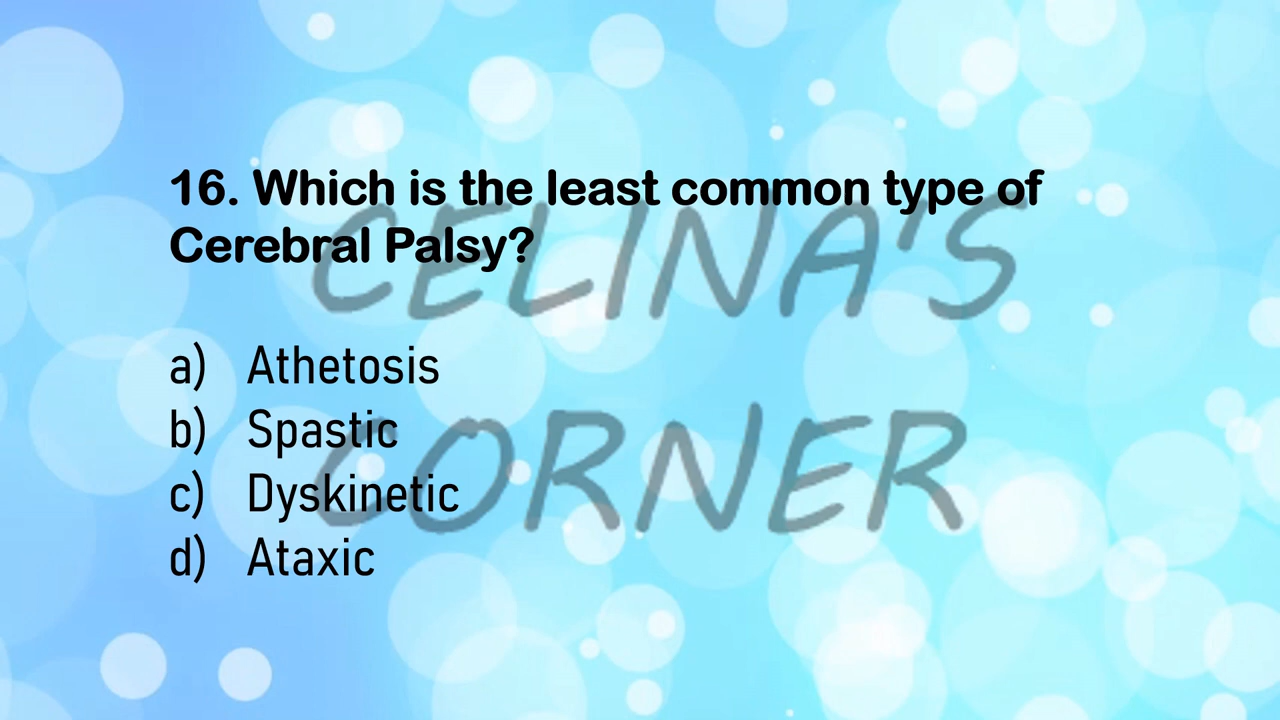 16. Which is the least common type of
Cerebral Palsy?
CELINA'S
a) Athetosis
b) Spastic
CORNER
c) Dyskinetic
d) Ataxic